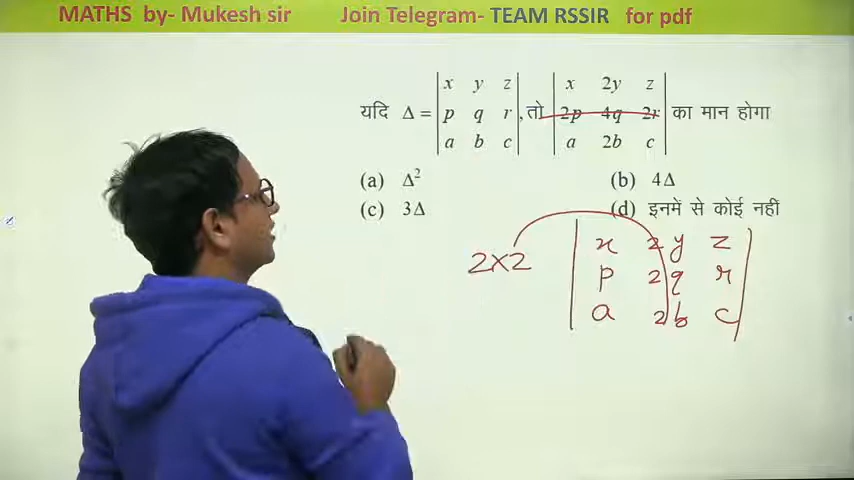 MATHS by- Mukesh sir Join Telegram- TEAM RSSIR for pdf
यदि Δ = | x y z |, तो | x 2y z | का मान होगा
| p q r | | 2p 4q 2r |
| a b c | | a 2b c |
(a) Δ² (b) 4Δ
(c) 3Δ (d) इनमें से कोई नहीं
2×2 | x 2y z |
| p 2q r |
| a 2b c |